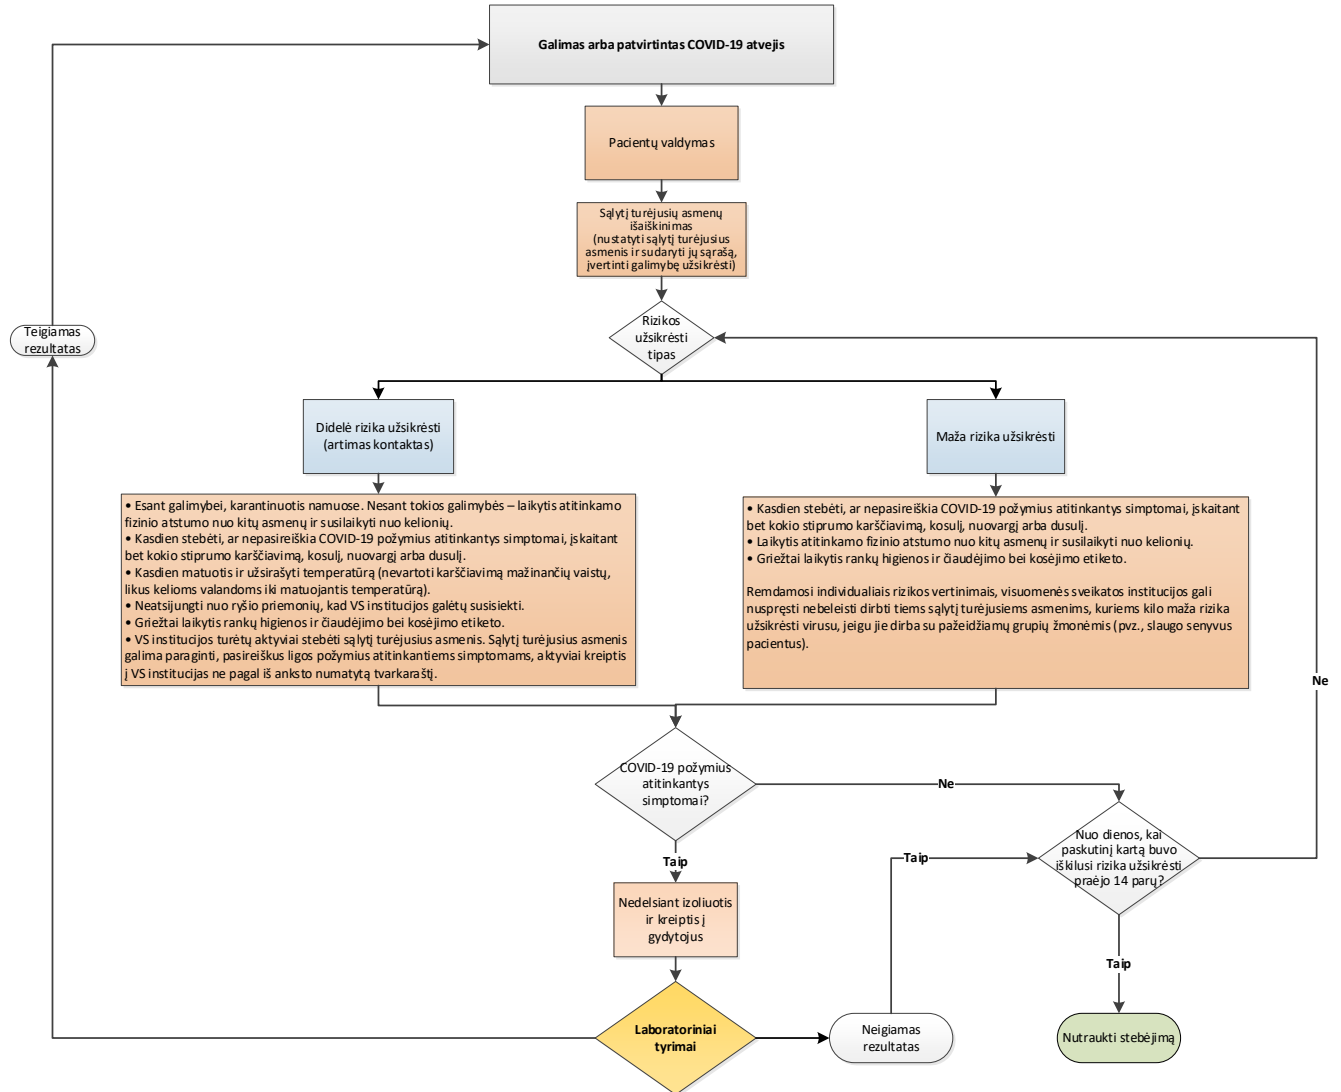 Galimas arba patvirtintas COVID-19 atvejis
Pacientų valdymas
Sąlytį turėjusių asmenų
išaiškinimas
(nustatyti sąlytį turėjusius
asmenis ir sudaryti jų sąrašą,
įvertinti galimybę užsikrėsti)
Teigiamas
rezultatas
Rizikos
užsikrėsti
tipas
Didelė rizika užsikrėsti
(artimas kontaktas)
Maža rizika užsikrėsti
• Esant galimybei, karantinuotis namuose. Nesant tokios galimybės – laikytis atitinkamo
fizinio atstumo nuo kitų asmenų ir susilaikyti nuo kelionių.
• Kasdien stebėti, ar nepasireiškia COVID-19 požymius atitinkantys simptomai, įskaitant
bet kokio stiprumo karščiavimą, kosulį, nuovargį arba dusulį.
• Kasdien matuotis ir užsirašyti temperatūrą (nevartoti karščiavimą mažinančių vaistų,
likus kelioms valandoms iki matuojantis temperatūrą).
• Neatsijungti nuo ryšio priemonių, kad VS institucijos galėtų susisiekti.
• Griežtai laikytis rankų higienos ir čiaudėjimo bei kosėjimo etiketo.
• VS institucijos turėtų aktyviai stebėti sąlytį turėjusius asmenis. Sąlytį turėjusius asmenis
galima paraginti, pasireiškus ligos požymius atitinkantiems simptomams, aktyviai kreiptis
į VS institucijas ne pagal iš anksto numatytą tvarkaraštį.
• Kasdien stebėti, ar nepasireiškia COVID-19 požymius atitinkantys simptomai, įskaitant
bet kokio stiprumo karščiavimą, kosulį, nuovargį arba dusulį.
• Laikytis atitinkamo fizinio atstumo nuo kitų asmenų ir susilaikyti nuo kelionių.
• Griežtai laikytis rankų higienos ir čiaudėjimo bei kosėjimo etiketo.
Remdamosi individualiais rizikos vertinimais, visuomenės sveikatos institucijos gali
nuspręsti nebeleisti dirbti tiems sąlytį turėjusiems asmenims, kuriems kilo maža rizika
užsikrėsti virusu, jeigu jie dirba su pažeidžiamų grupių žmonėmis (pvz., slaugo senyvus
pacientus).
Ne
COVID-19 požymius
atitinkantys
simptomai?
Ne
Nuo dienos, kai
paskutinį kartą buvo
iškilusi rizika užsikrėsti
praėjo 14 parų?
Taip
Taip
Nedelsiant izoliuotis
ir kreiptis į
gydytojus
Taip
Laboratoriniai
tyrimai
Neigiamas
rezultatas
Nutraukti stebėjimą